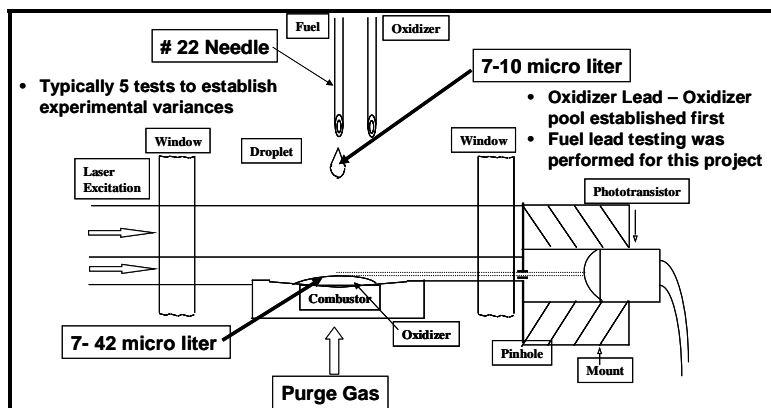 Fuel
Oxidizer
# 22 Needle
7-10 micro liter
• Typically 5 tests to establish
experimental variances
• Oxidizer Lead – Oxidizer
pool established first
• Fuel lead testing was
performed for this project
Window
Droplet
Window
Laser
Excitation
Phototransistor
Combustor
7- 42 micro liter
Oxidizer
Pinhole
Mount
Purge Gas